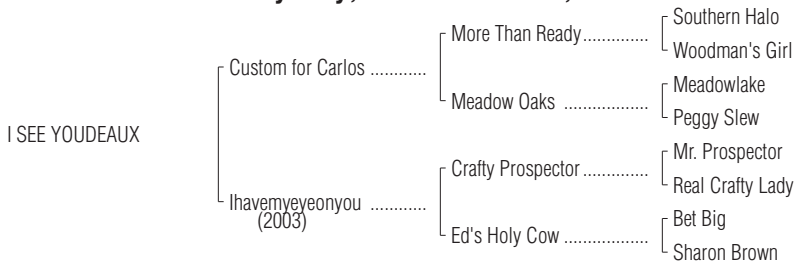 Southern Halo
More Than Ready..............
Woodman's Girl
Custom for Carlos ............
Meadowlake
Meadow Oaks ..................
Peggy Slew
I SEE YOUDEAUX
Mr. Prospector
Crafty Prospector..............
Real Crafty Lady
Ihavemyeyeonyou ............
(2003)
Bet Big
Ed's Holy Cow ..................
Sharon Brown